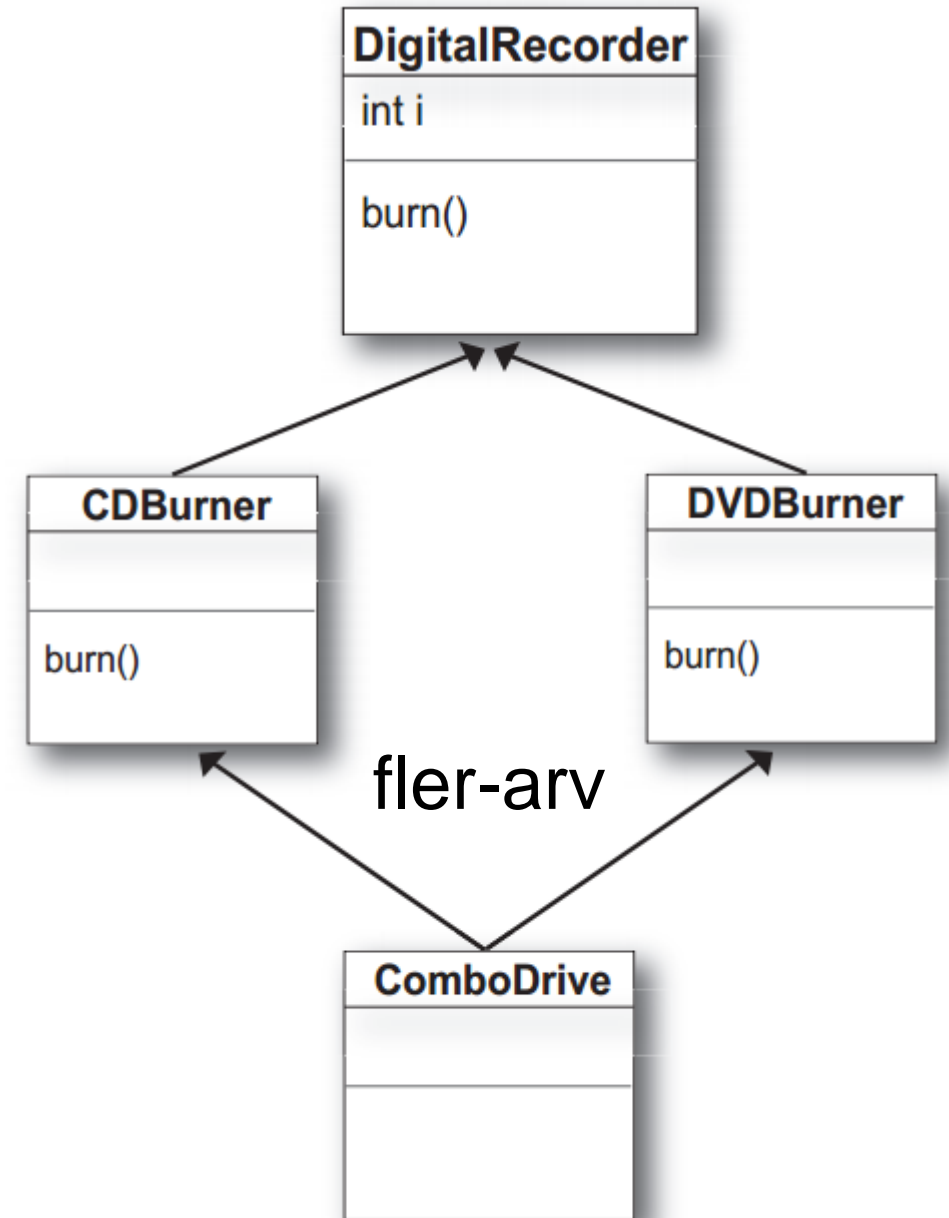 DigitalRecorder
int i
burn()
CDBurner
burn()
DVDBurner
burn()
fler-arv
ComboDrive